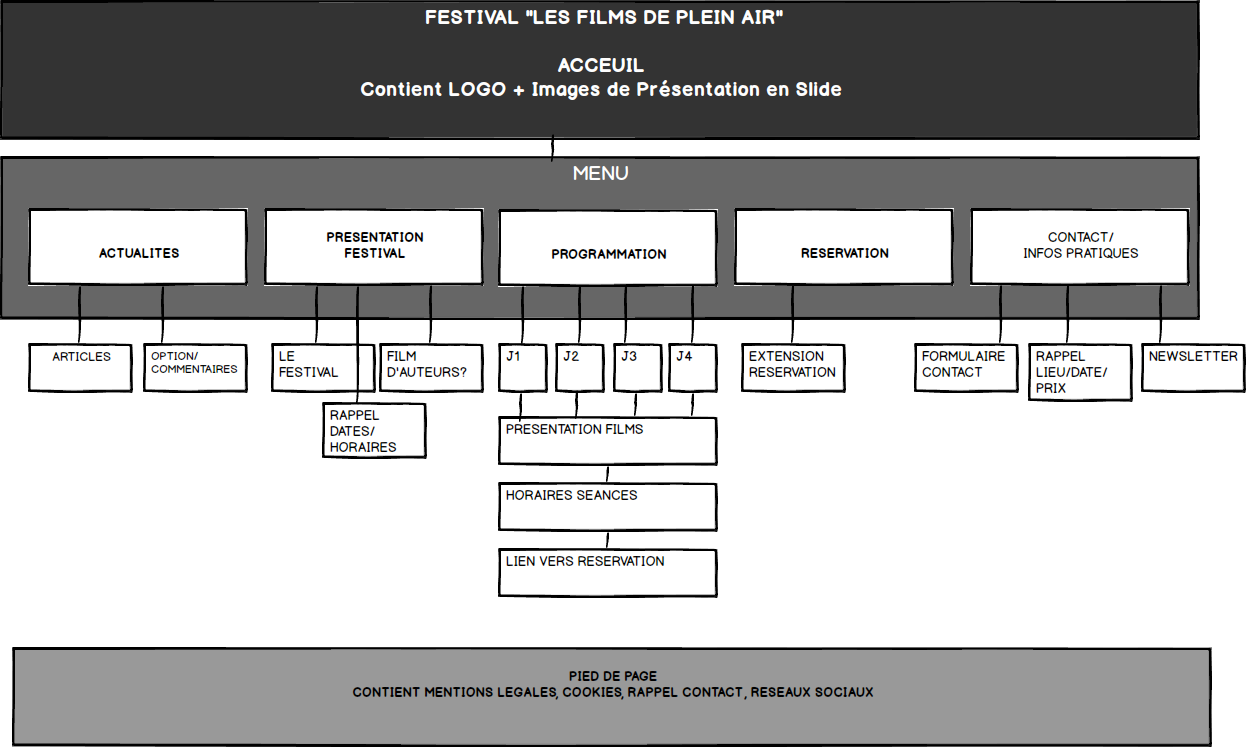 FESTIVAL "LES FILMS DE PLEIN AIR"
ACCEUIL
Contient LOGO + Images de Présentation en Slide
MENU
ACTUALITES
PRESENTATION
FESTIVAL
PROGRAMMATION
RESERVATION
CONTACT/
INFOS PRATIQUES
ARTICLES
OPTION/
COMMENTAIRES
LE
FESTIVAL
FILM
D'AUTEURS?
RAPPEL
DATES/
HORAIRES
J1
J2
J3
J4
PRESENTATION FILMS
HORAIRES SEANCES
LIEN VERS RESERVATION
EXTENSION
RESERVATION
FORMULAIRE
CONTACT
RAPPEL
LIEU/DATE/
PRIX
NEWSLETTER
PIED DE PAGE
CONTIENT MENTIONS LEGALES, COOKIES, RAPPEL CONTACT, RESEAUX SOCIAUX